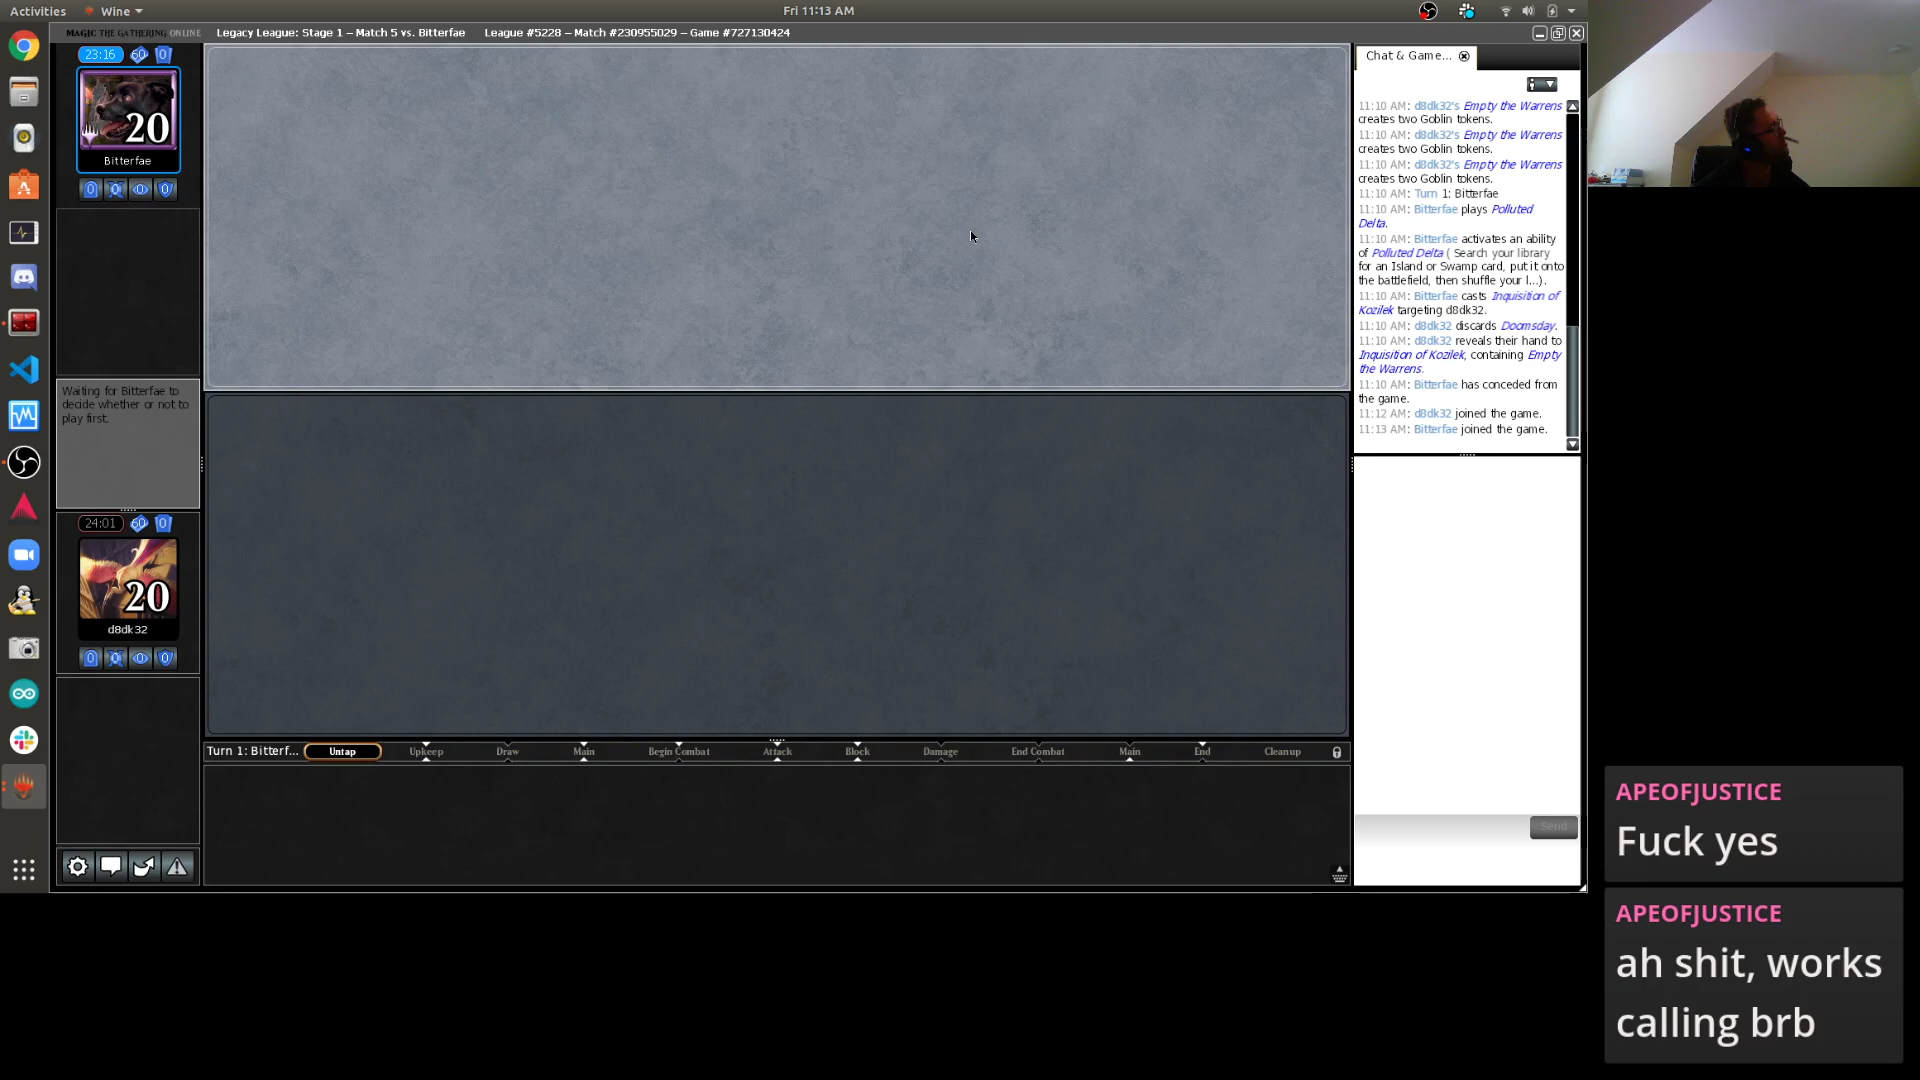 Activities
Wine
Fri 11:13 AM
MAGIC THE GATHERING ONLINE
Legacy League: Stage 1 – Match 5 vs. Bitterfae
League #5228 – Match #230955029 – Game #727130424
23:16
60
0
20
Bitterfae
0
0
0
0
Waiting for Bitterfae to
decide whether or not to
play first.
24:01
60
0
20
d8dk32
0
0
0
0
Turn 1: Bitterf...
Untap
Upkeep
Draw
Main
Begin Combat
Attack
Block
Damage
End Combat
Main
End
Cleanup
Chat & Game...
11:10 AM: d8dk32's Empty the Warrens
creates two Goblin tokens.
11:10 AM: d8dk32's Empty the Warrens
creates two Goblin tokens.
11:10 AM: d8dk32's Empty the Warrens
creates two Goblin tokens.
11:10 AM: Turn 1: Bitterfae
11:10 AM: Bitterfae plays Polluted
Delta.
11:10 AM: Bitterfae activates an ability
of Polluted Delta ( Search your library
for an Island or Swamp card, put it onto
the battlefield, then shuffle your l...).
11:10 AM: Bitterfae casts Inquisition of
Kozilek targeting d8dk32.
11:10 AM: d8dk32 discards Doomsday.
11:10 AM: d8dk32 reveals their hand to
Inquisition of Kozilek, containing Empty
the Warrens.
11:10 AM: Bitterfae has conceded from
the game.
11:12 AM: d8dk32 joined the game.
11:13 AM: Bitterfae joined the game.
Send
APEOFJUSTICE
Fuck yes
APEOFJUSTICE
ah shit, works
calling brb